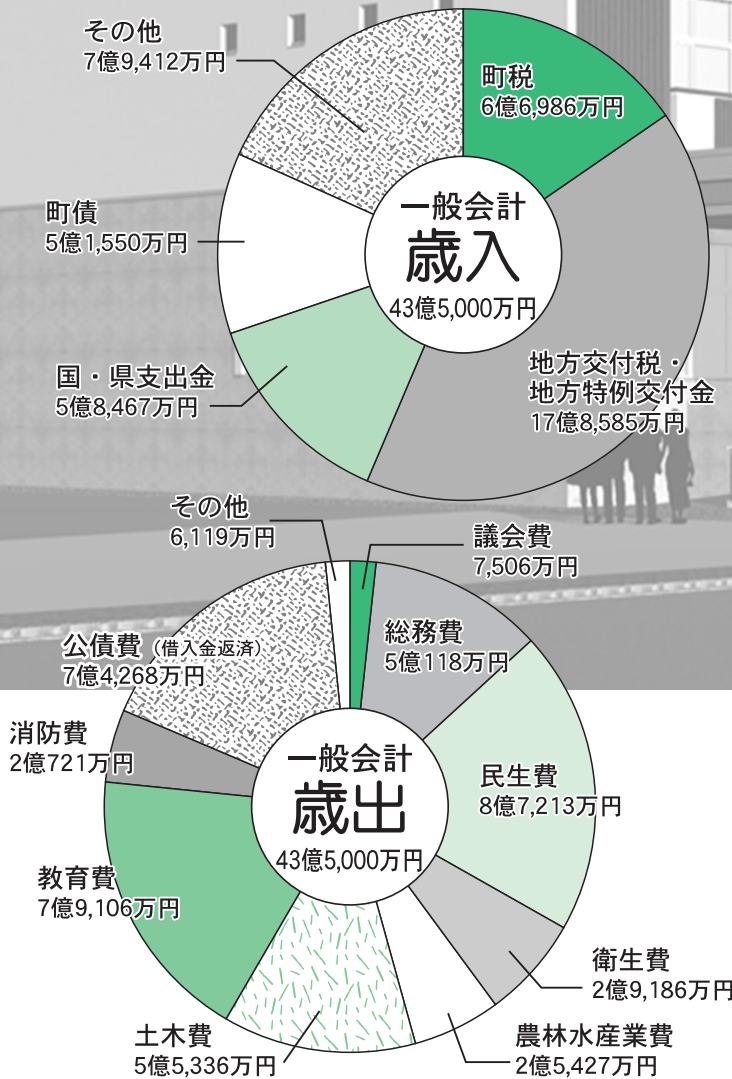 その他
7億9,412万円
町税
6億6,986万円
町債
5億1,550万円
一般会計
歳入
43億5,000万円
国・県支出金
5億8,467万円
地方交付税・
地方特例交付金
17億8,585万円
その他
6,119万円
議会費
7,506万円
公債費（借入金返済）
7億4,268万円
総務費
5億118万円
消防費
2億721万円
一般会計
歳出
43億5,000万円
民生費
8億7,213万円
教育費
7億9,106万円
衛生費
2億9,186万円
土木費
5億5,336万円
農林水産業費
2億5,427万円